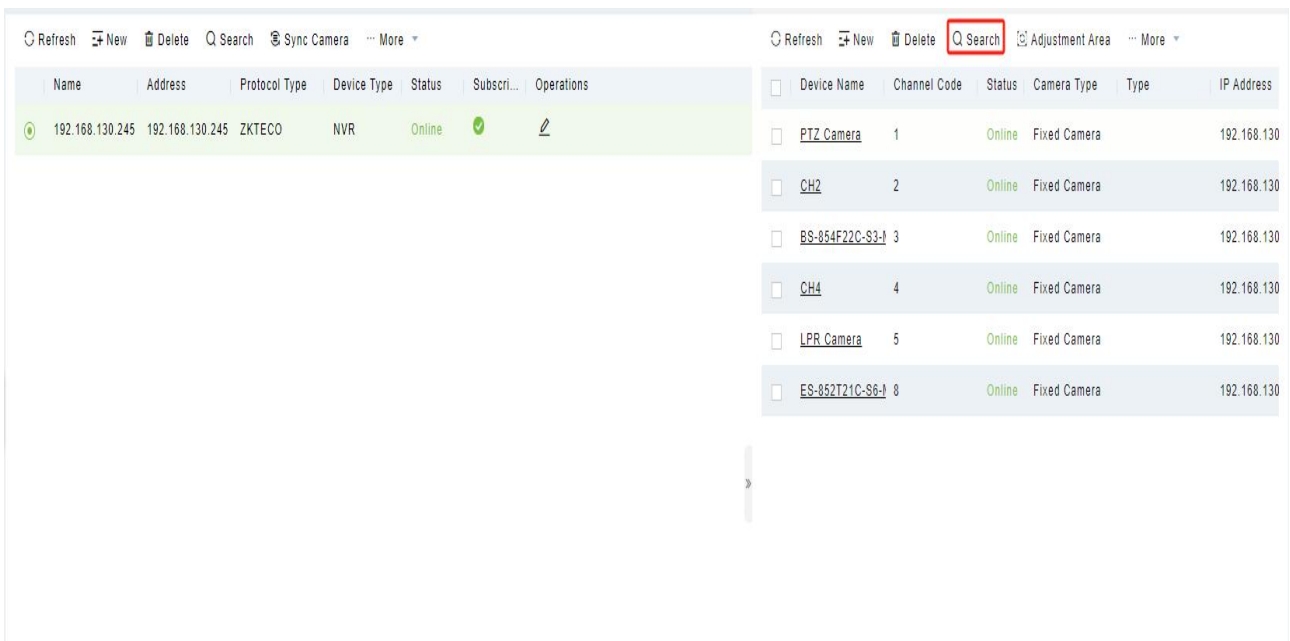 Refresh New Delete Search Sync Camera ··· More
Name Address Protocol Type Device Type Status Subscri... Operations
192.168.130.245 192.168.130.245 ZKTECO NVR Online
Refresh New Delete Search Adjustment Area ··· More
Device Name Channel Code Status Camera Type Type IP Address
PTZ Camera 1 Online Fixed Camera 192.168.130
CH2 2 Online Fixed Camera 192.168.130
BS-854F22C-S3- 3 Online Fixed Camera 192.168.130
CH4 4 Online Fixed Camera 192.168.130
LPR Camera 5 Online Fixed Camera 192.168.130
ES-852T21C-S6- 8 Online Fixed Camera 192.168.130